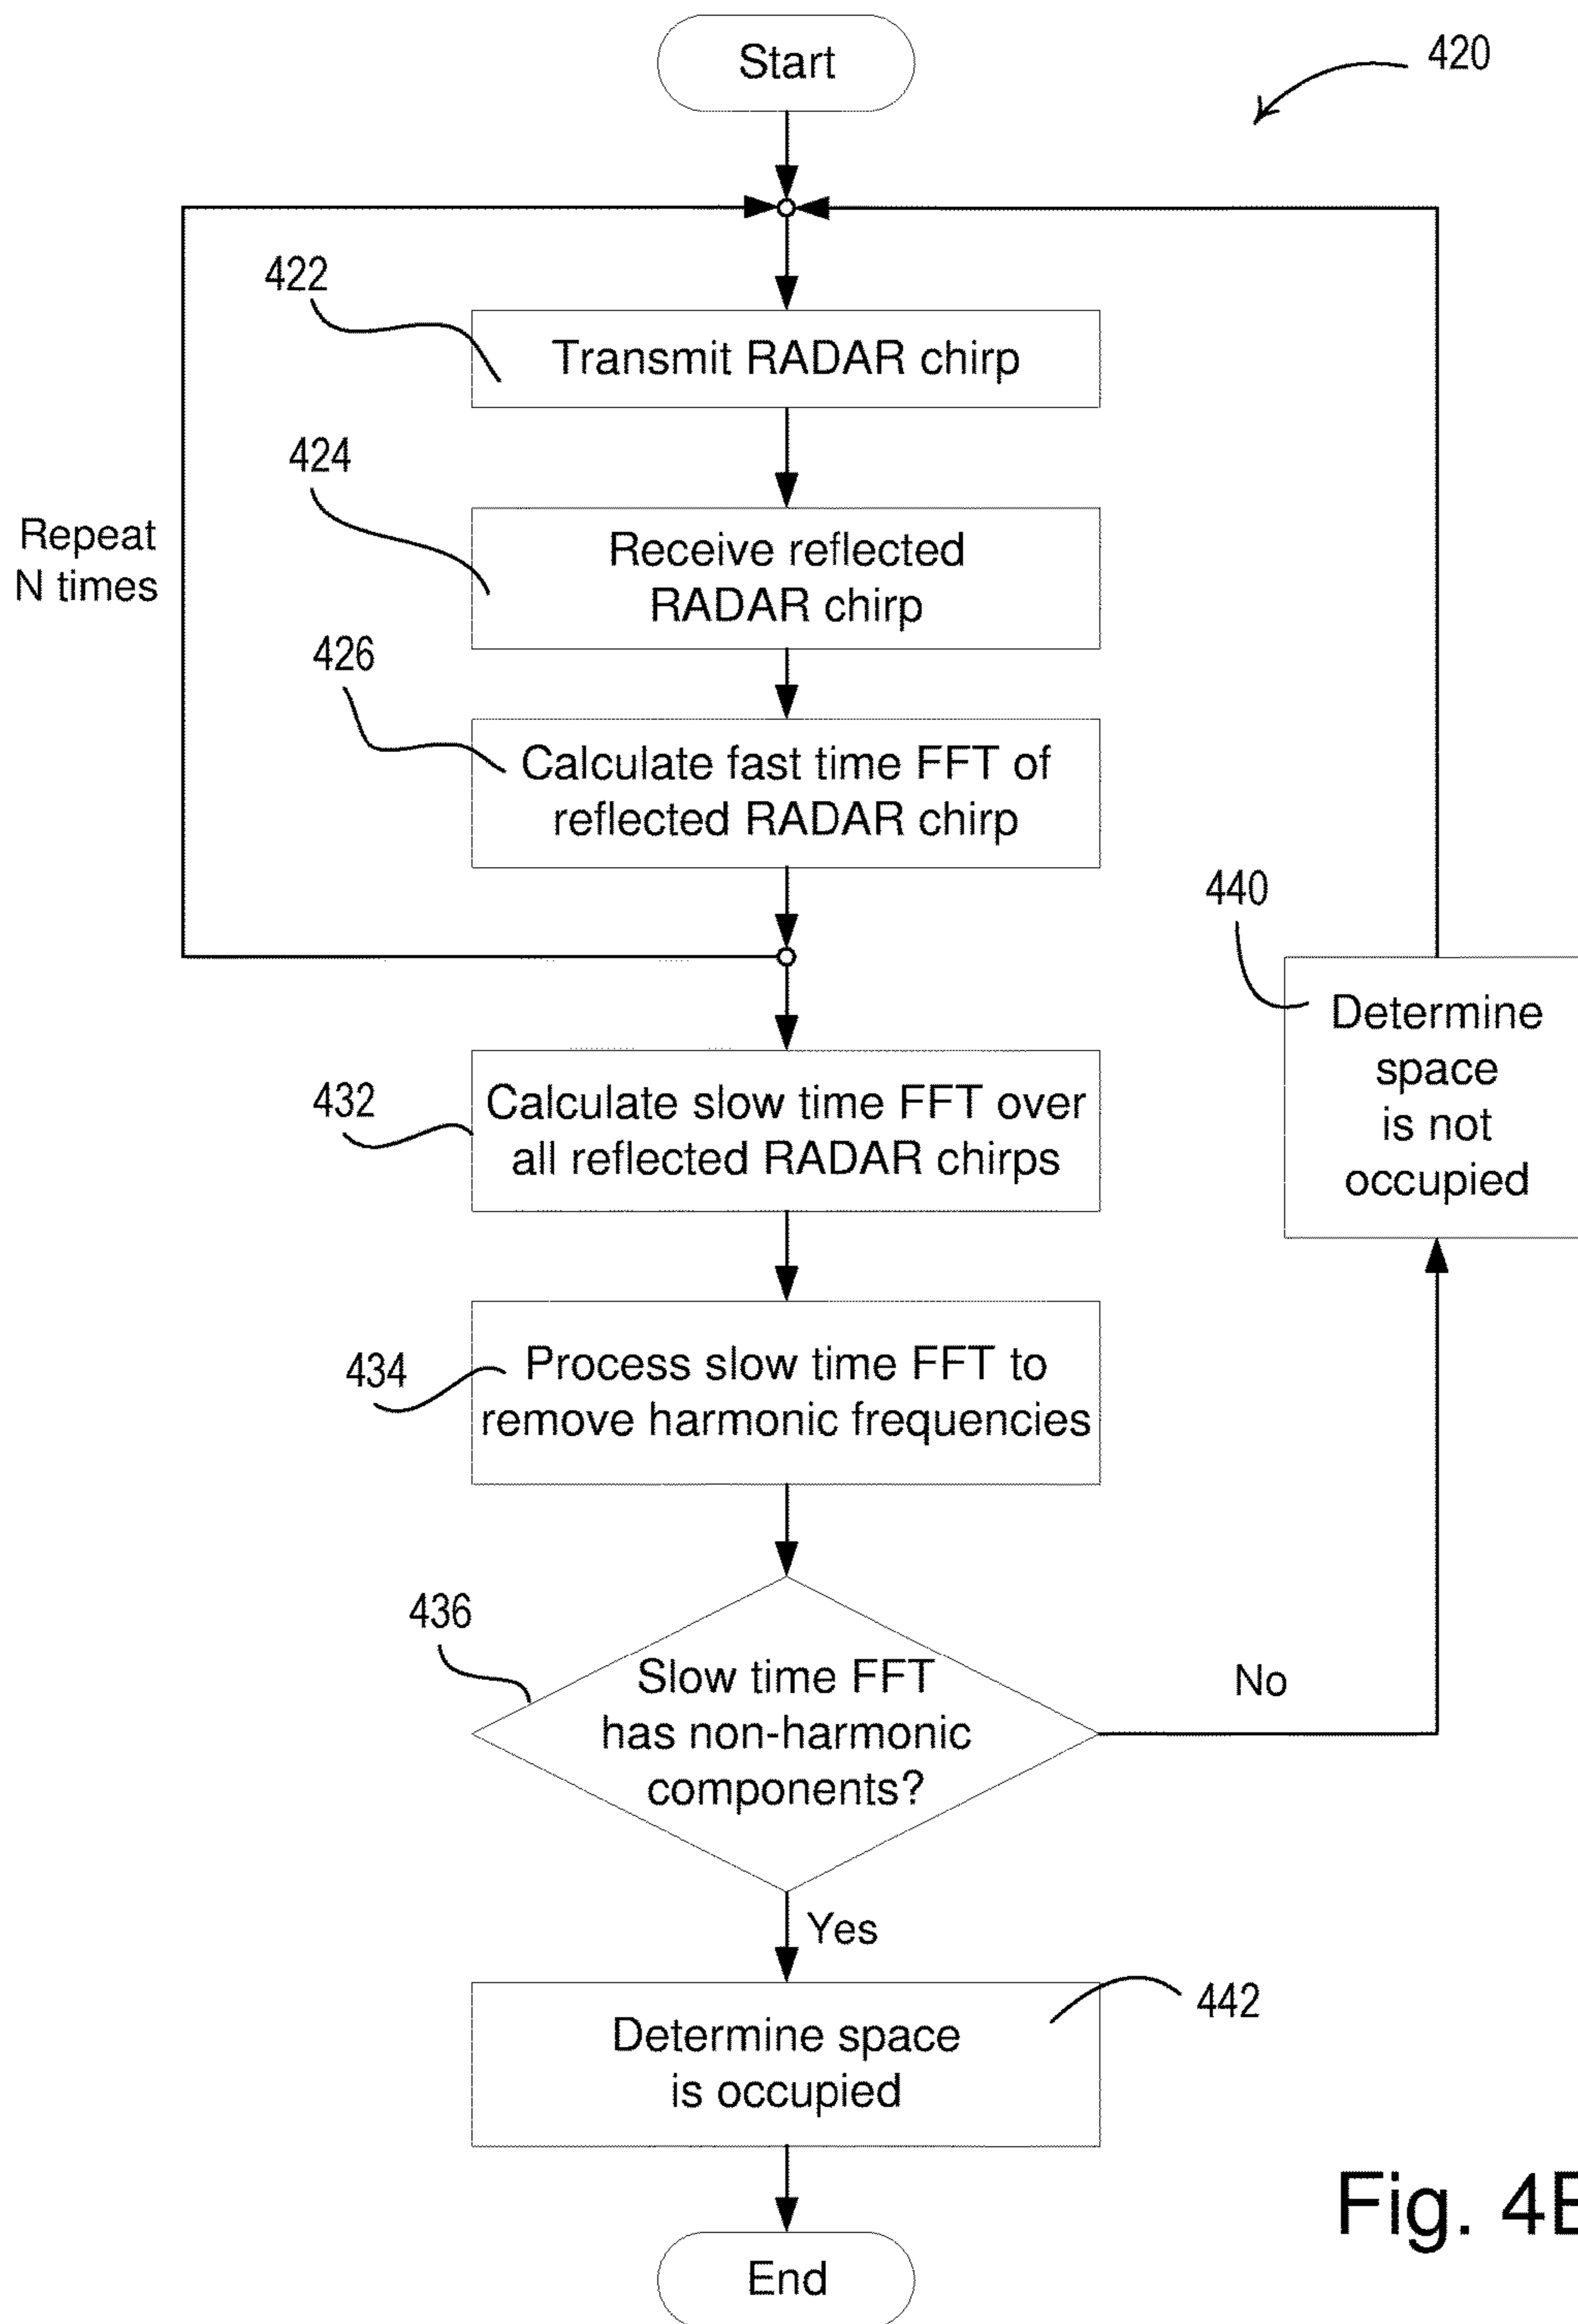 Start
420
422
Transmit RADAR chirp
424
Receive reflected
RADAR chirp
Repeat
N times
426
Calculate fast time FFT of
reflected RADAR chirp
440
Determine
space
is not
occupied
432
Calculate slow time FFT over
all reflected RADAR chirps
434
Process slow time FFT to
remove harmonic frequencies
436
Slow time FFT
has non-harmonic
components?
No
Yes
442
Determine space
is occupied
End
Fig.